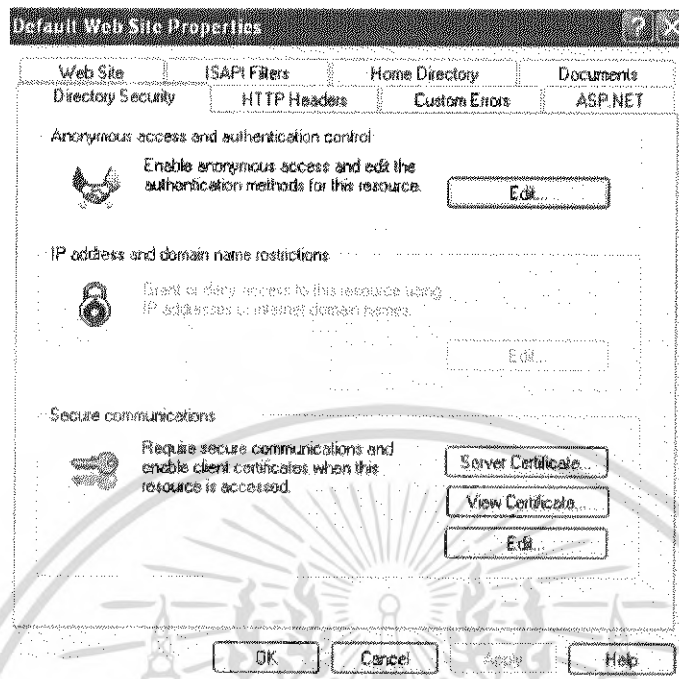 Default Web Site Properties
Web Site ISAPI Filters Home Directory Documents
Directory Security HTTP Headers Custom Errors ASP.NET
Anonymous access and authentication control
Enable anonymous access and edit the
authentication methods for this resource.
Edit...
IP address and domain name restrictions
Grant or deny access to this resource using
IP addresses or internet domain names.
Edit...
Secure communications
Require secure communications and
enable client certificates when this
resource is accessed.
Server Certificate...
View Certificate...
Edit...
OK Cancel Apply Help